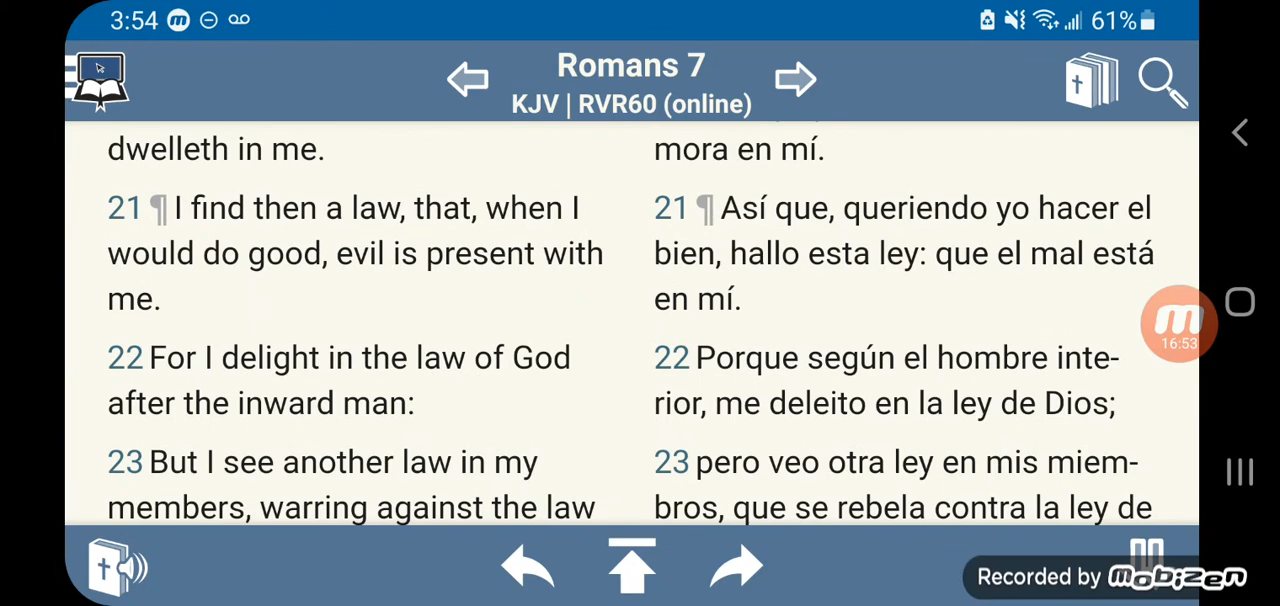 3:54
61%
Romans 7
KJV | RVR60 (online)
dwelleth in me.
21 ¶ I find then a law, that, when I
would do good, evil is present with
me.
22 For I delight in the law of God
after the inward man:
23 But I see another law in my
members, warring against the law
mora en mí.
21 ¶ Así que, queriendo yo hacer el
bien, hallo esta ley: que el mal está
en mí.
22 Porque según el hombre inte-
rior, me deleito en la ley de Dios;
23 pero veo otra ley en mis miem-
bros, que se rebela contra la ley de
m
16:53
Recorded by mobizen